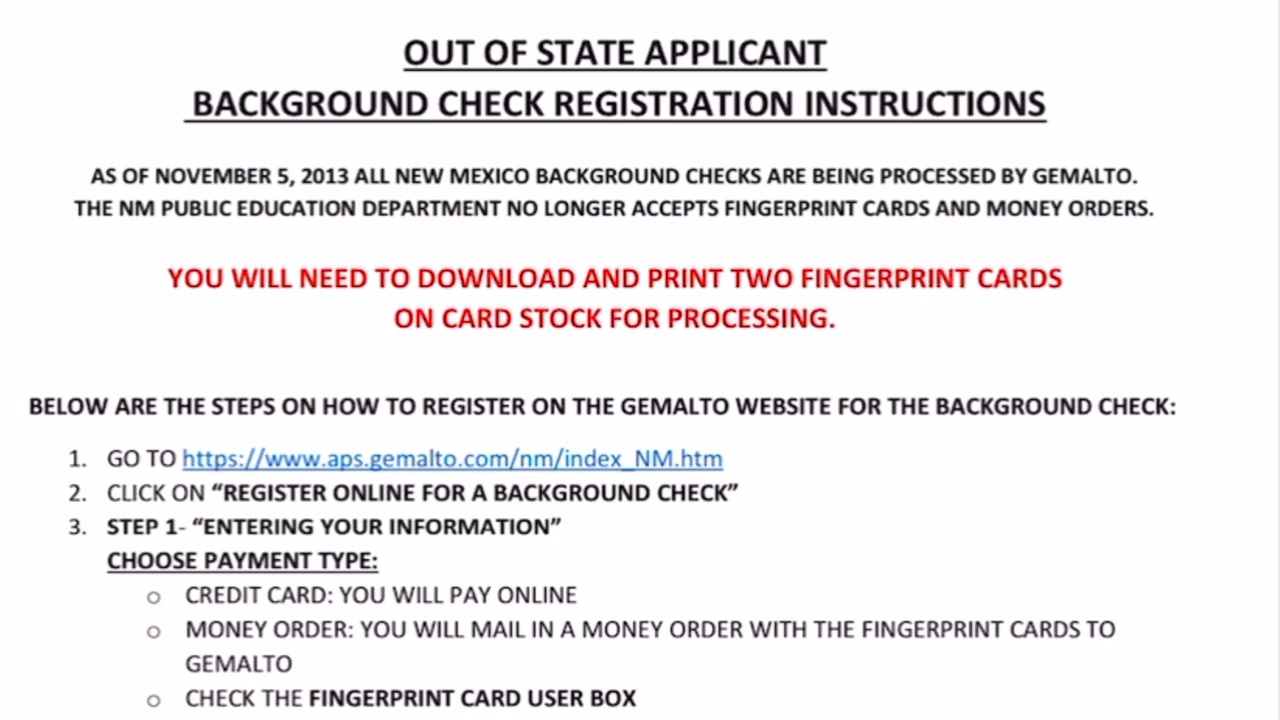 OUT OF STATE APPLICANT
BACKGROUND CHECK REGISTRATION INSTRUCTIONS
AS OF NOVEMBER 5, 2013 ALL NEW MEXICO BACKGROUND CHECKS ARE BEING PROCESSED BY GEMALTO.
THE NM PUBLIC EDUCATION DEPARTMENT NO LONGER ACCEPTS FINGERPRINT CARDS AND MONEY ORDERS.
YOU WILL NEED TO DOWNLOAD AND PRINT TWO FINGERPRINT CARDS
ON CARD STOCK FOR PROCESSING.
BELOW ARE THE STEPS ON HOW TO REGISTER ON THE GEMALTO WEBSITE FOR THE BACKGROUND CHECK:
1. GO TO https://www.aps.gemalto.com/nm/index_NM.htm
2. CLICK ON “REGISTER ONLINE FOR A BACKGROUND CHECK”
3. STEP 1- “ENTERING YOUR INFORMATION”
CHOOSE PAYMENT TYPE:
o CREDIT CARD: YOU WILL PAY ONLINE
o MONEY ORDER: YOU WILL MAIL IN A MONEY ORDER WITH THE FINGERPRINT CARDS TO
GEMALTO
o CHECK THE FINGERPRINT CARD USER BOX